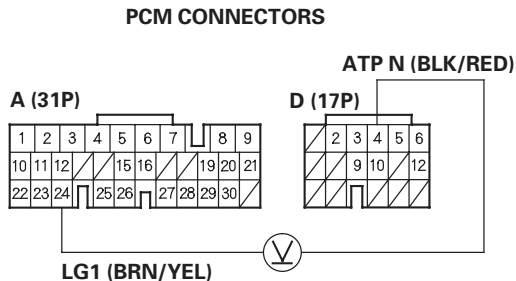 PCM CONNECTORS
ATP N (BLK/RED)
A (31P)
D (17P)
1 2 3 4 5 6 7 8 9
2 3 4 5 6
10 11 12 15 16 19 20 21
9 10 12
22 23 24 25 26 27 28 29 30
V
LG1 (BRN/YEL)